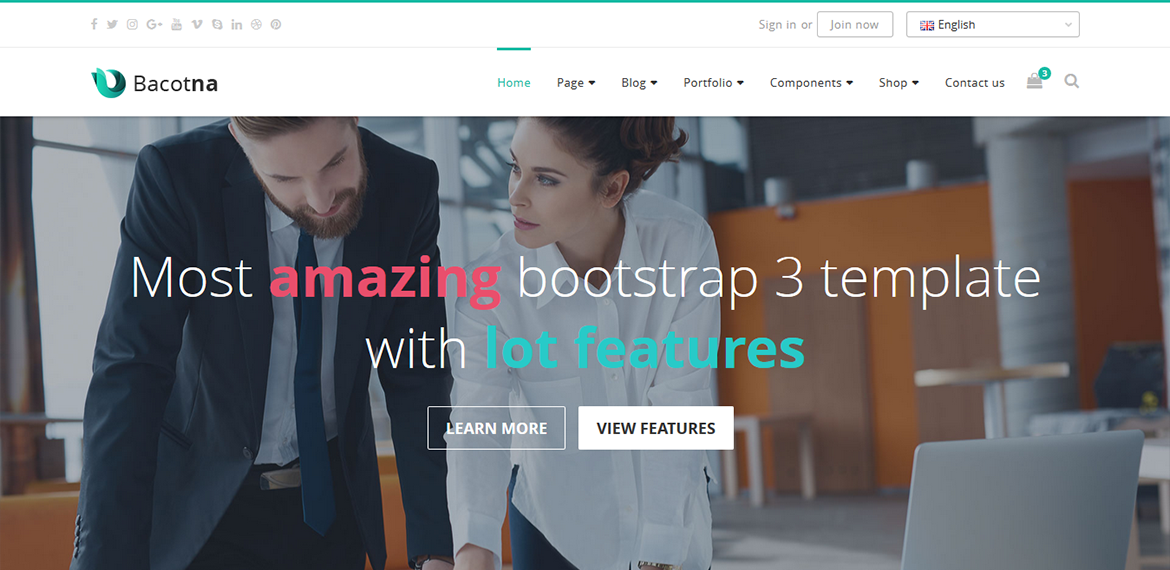 Sign in or Join now English
Bacotna
Home Page Blog Portfolio Components Shop Contact us 3
Most amazing bootstrap 3 template
with lot features
LEARN MORE VIEW FEATURES